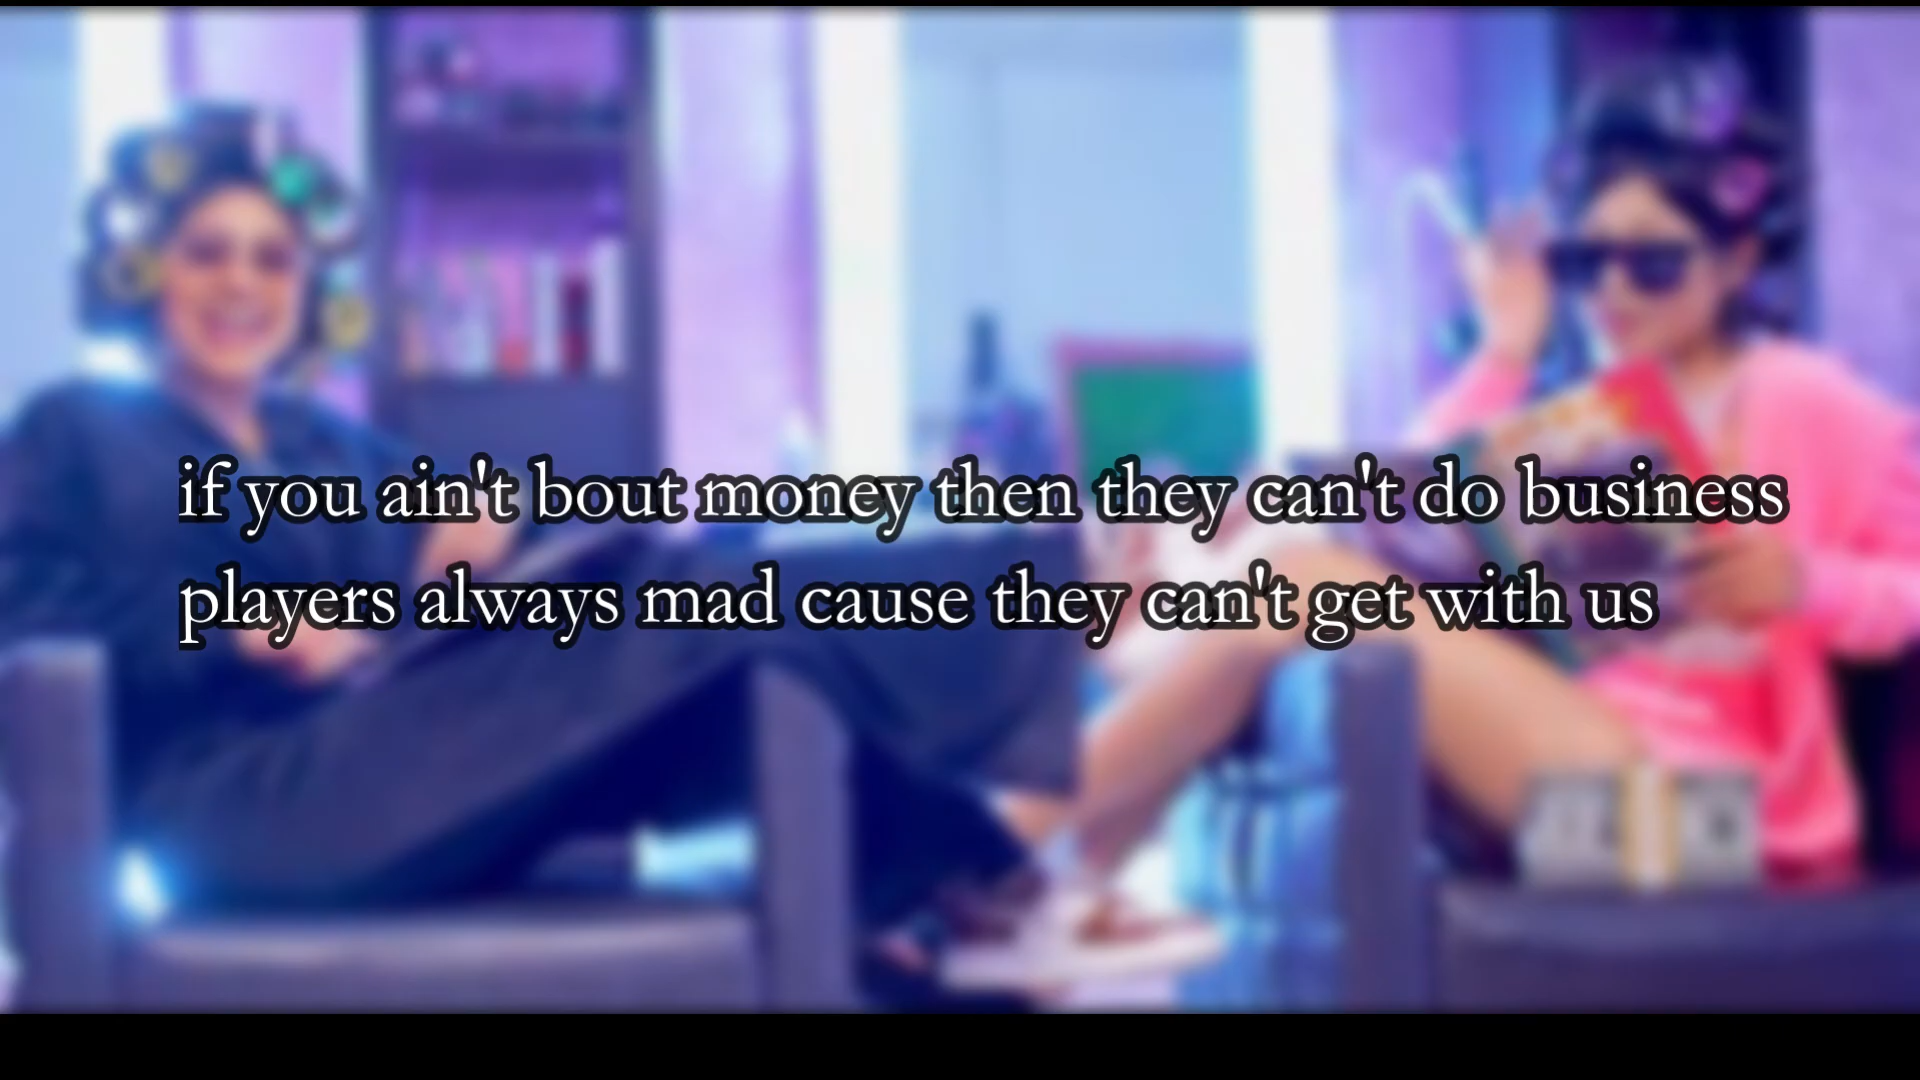 if you ain't bout money then they can't do business
players always mad cause they can't get with us